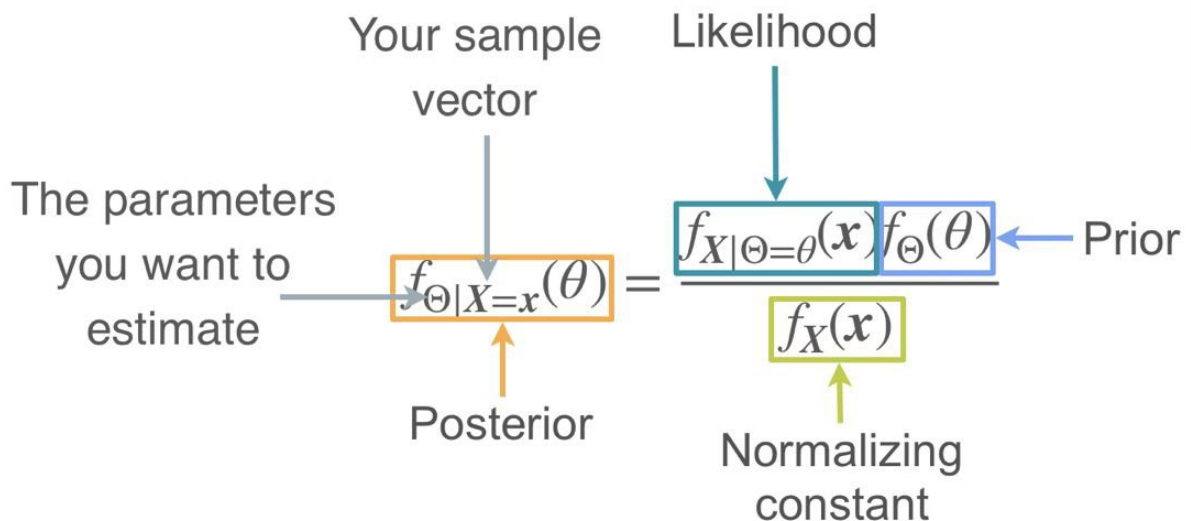 Your sample
vector
Likelihood
The parameters
you want to
estimate
f_{Θ|X=x}(θ) = f_{X|Θ=θ}(x) f_Θ(θ)
f_X(x)
Prior
Posterior
Normalizing
constant